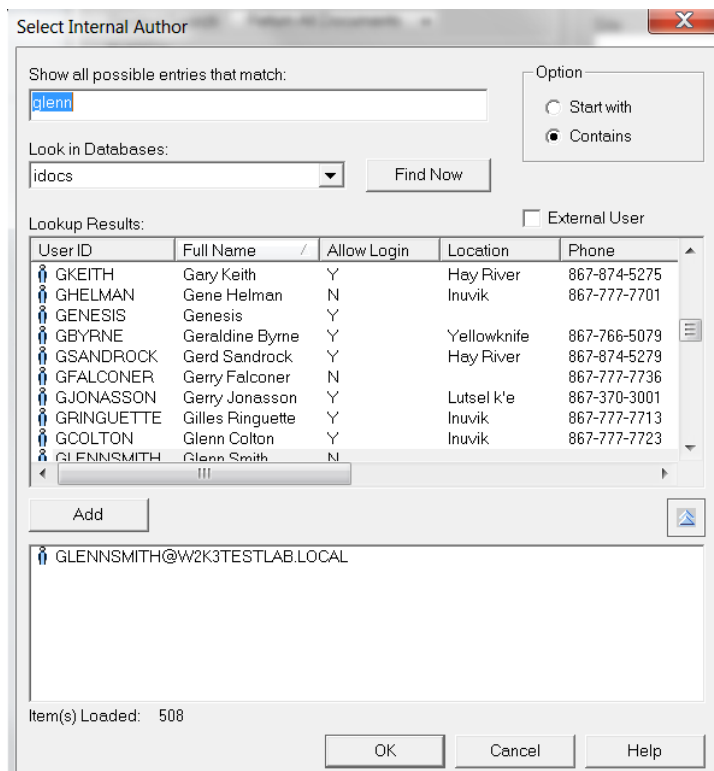 Select Internal Author
X
Show all possible entries that match:
glenn
Option
Start with
Contains
Look in Databases:
idocs
Find Now
External User
Lookup Results:
User ID Full Name Allow Login Location Phone
GKEITH Gary Keith Y Hay River 867-874-5275
GHELMAN Gene Helman N Inuvik 867-777-7701
GENESIS Genesis Y
GBYRNE Geraldine Byrne Y Yellowknife 867-766-5079
GSANDROCK Gerd Sandrock Y Hay River 867-874-5279
GFALCONER Gerry Falconer N 867-777-7736
GJONASSON Gerry Jonasson Y Lutsel k'e 867-370-3001
GRINGUETTE Gilles Ringuette Y Inuvik 867-777-7713
GCOLTON Glenn Colton Y Inuvik 867-777-7723
GLENNSMITH Glenn Smith N
Add
GLENNSMITH@W2K3TESTLAB.LOCAL
Item(s) Loaded: 508
OK Cancel Help